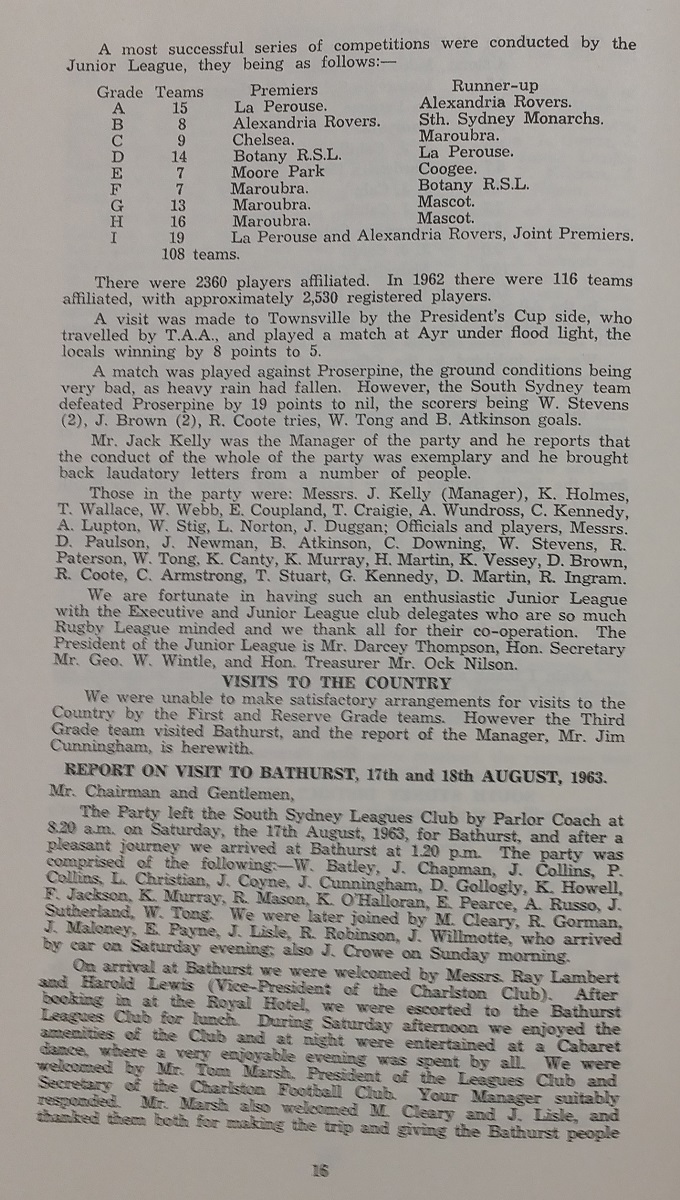 A most successful series of competitions were conducted by the
Junior League, they being as follows:—
Grade Teams Premiers Runner-up
A 15 La Perouse. Alexandria Rovers.
B 8 Alexandria Rovers. Sth. Sydney Monarchs.
C 9 Chelsea. Maroubra.
D 14 Botany R.S.L. La Perouse.
E 7 Moore Park Coogee.
F 7 Maroubra. Botany R.S.L.
G 13 Maroubra. Mascot.
H 16 Maroubra. Mascot.
I 19 La Perouse and Alexandria Rovers, Joint Premiers.
108 teams.
There were 2360 players affiliated. In 1962 there were 116 teams
affiliated, with approximately 2,530 registered players.
A visit was made to Townsville by the President's Cup side, who
travelled by T.A.A., and played a match at Ayr under flood light, the
locals winning by 8 points to 5.
A match was played against Proserpine, the ground conditions being
very bad, as heavy rain had fallen. However, the South Sydney team
defeated Proserpine by 19 points to nil, the scorers being W. Stevens
(2), J. Brown (2), R. Coote tries, W. Tong and B. Atkinson goals.
Mr. Jack Kelly was the Manager of the party and he reports that
the conduct of the whole of the party was exemplary and he brought
back laudatory letters from a number of people.
Those in the party were: Messrs. J. Kelly (Manager), K. Holmes,
T. Wallace, W. Webb, E. Coupland, T. Craigie, A. Wundross, C. Kennedy,
A. Lupton, W. Stig, L. Norton, J. Duggan; Officials and players, Messrs.
D. Paulson, J. Newman, B. Atkinson, C. Downing, W. Stevens, R.
Paterson, W. Tong, K. Canty, K. Murray, H. Martin, K. Vessey, D. Brown,
R. Coote, C. Armstrong, T. Stuart, G. Kennedy, D. Martin, R. Ingram.
We are fortunate in having such an enthusiastic Junior League
with the Executive and Junior League club delegates who are so much
Rugby League minded and we thank all for their co-operation. The
President of the Junior League is Mr. Darcey Thompson, Hon. Secretary
Mr. Geo. W. Wintle, and Hon. Treasurer Mr. Ock Nilson.
VISITS TO THE COUNTRY
We were unable to make satisfactory arrangements for visits to the
Country by the First and Reserve Grade teams. However the Third
Grade team visited Bathurst, and the report of the Manager, Mr. Jim
Cunningham, is herewith.
REPORT ON VISIT TO BATHURST, 17th and 18th AUGUST, 1963.
Mr. Chairman and Gentlemen,
The Party left the South Sydney Leagues Club by Parlor Coach at
8.20 a.m. on Saturday, the 17th August, 1963, for Bathurst, and after a
pleasant journey we arrived at Bathurst at 1.20 p.m. The party was
comprised of the following:—W. Batley, J. Chapman, J. Collins, P.
Collins, L. Christian, J. Coyne, J. Cunningham, D. Gollogly, K. Howell,
F. Jackson, K. Murray, R. Mason, K. O'Halloran, E. Pearce, A. Russo, J.
Sutherland, W. Tong. We were later joined by M. Cleary, R. Gorman,
J. Maloney, E. Payne, J. Lisle, R. Robinson, J. Willmotte, who arrived
by car on Saturday evening; also J. Crowe on Sunday morning.
On arrival at Bathurst we were welcomed by Messrs. Ray Lambert
and Harold Lewis (Vice-President of the Charlston Club). After
booking in at the Royal Hotel, we were escorted to the Bathurst
Leagues Club for lunch. During Saturday afternoon we enjoyed the
amenities of the Club and at night were entertained at a Cabaret
dance, where a very enjoyable evening was spent by all. We were
welcomed by Mr. Tom Marsh, President of the Leagues Club and
Secretary of the Charlston Football Club. Your Manager suitably
responded. Mr. Marsh also welcomed M. Cleary and J. Lisle, and
thanked them both for making the trip and giving the Bathurst people
16